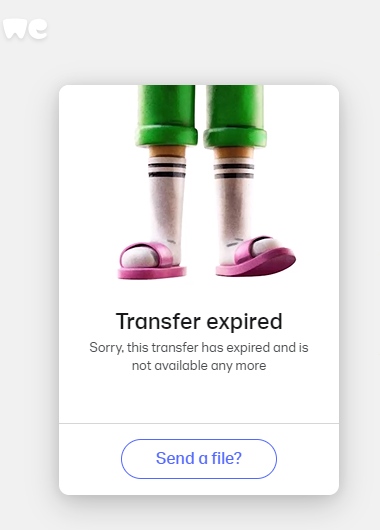 we
Transfer expired
Sorry, this transfer has expired and is
not available any more
Send a file?